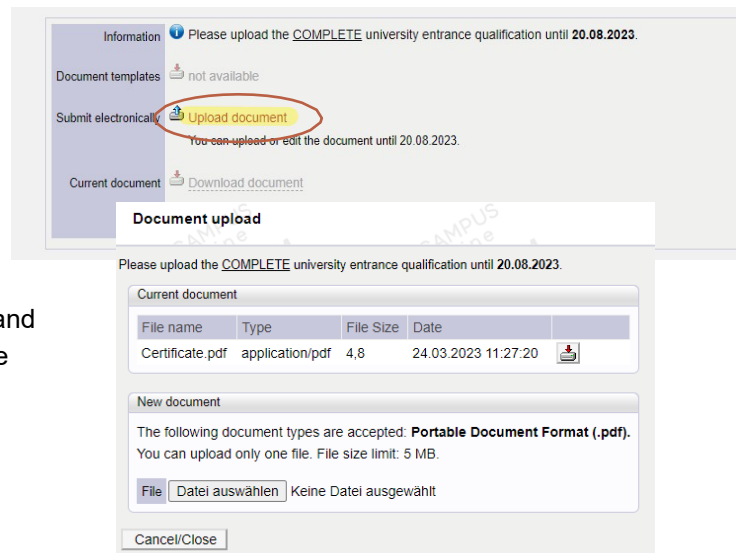 Information Please upload the COMPLETE university entrance qualification until 20.08.2023.
Document templates not available
Submit electronically Upload document
You can upload or edit the document until 20.08.2023.
Current document Download document
Document upload
CAMPUS
CAMPUS
Please upload the COMPLETE university entrance qualification until 20.08.2023.
and
e
Current document
File name Type File Size Date
Certificate.pdf application/pdf 4,8 24.03.2023 11:27:20
New document
The following document types are accepted: Portable Document Format (.pdf).
You can upload only one file. File size limit: 5 MB.
File Datei auswählen Keine Datei ausgewählt
Cancel/Close